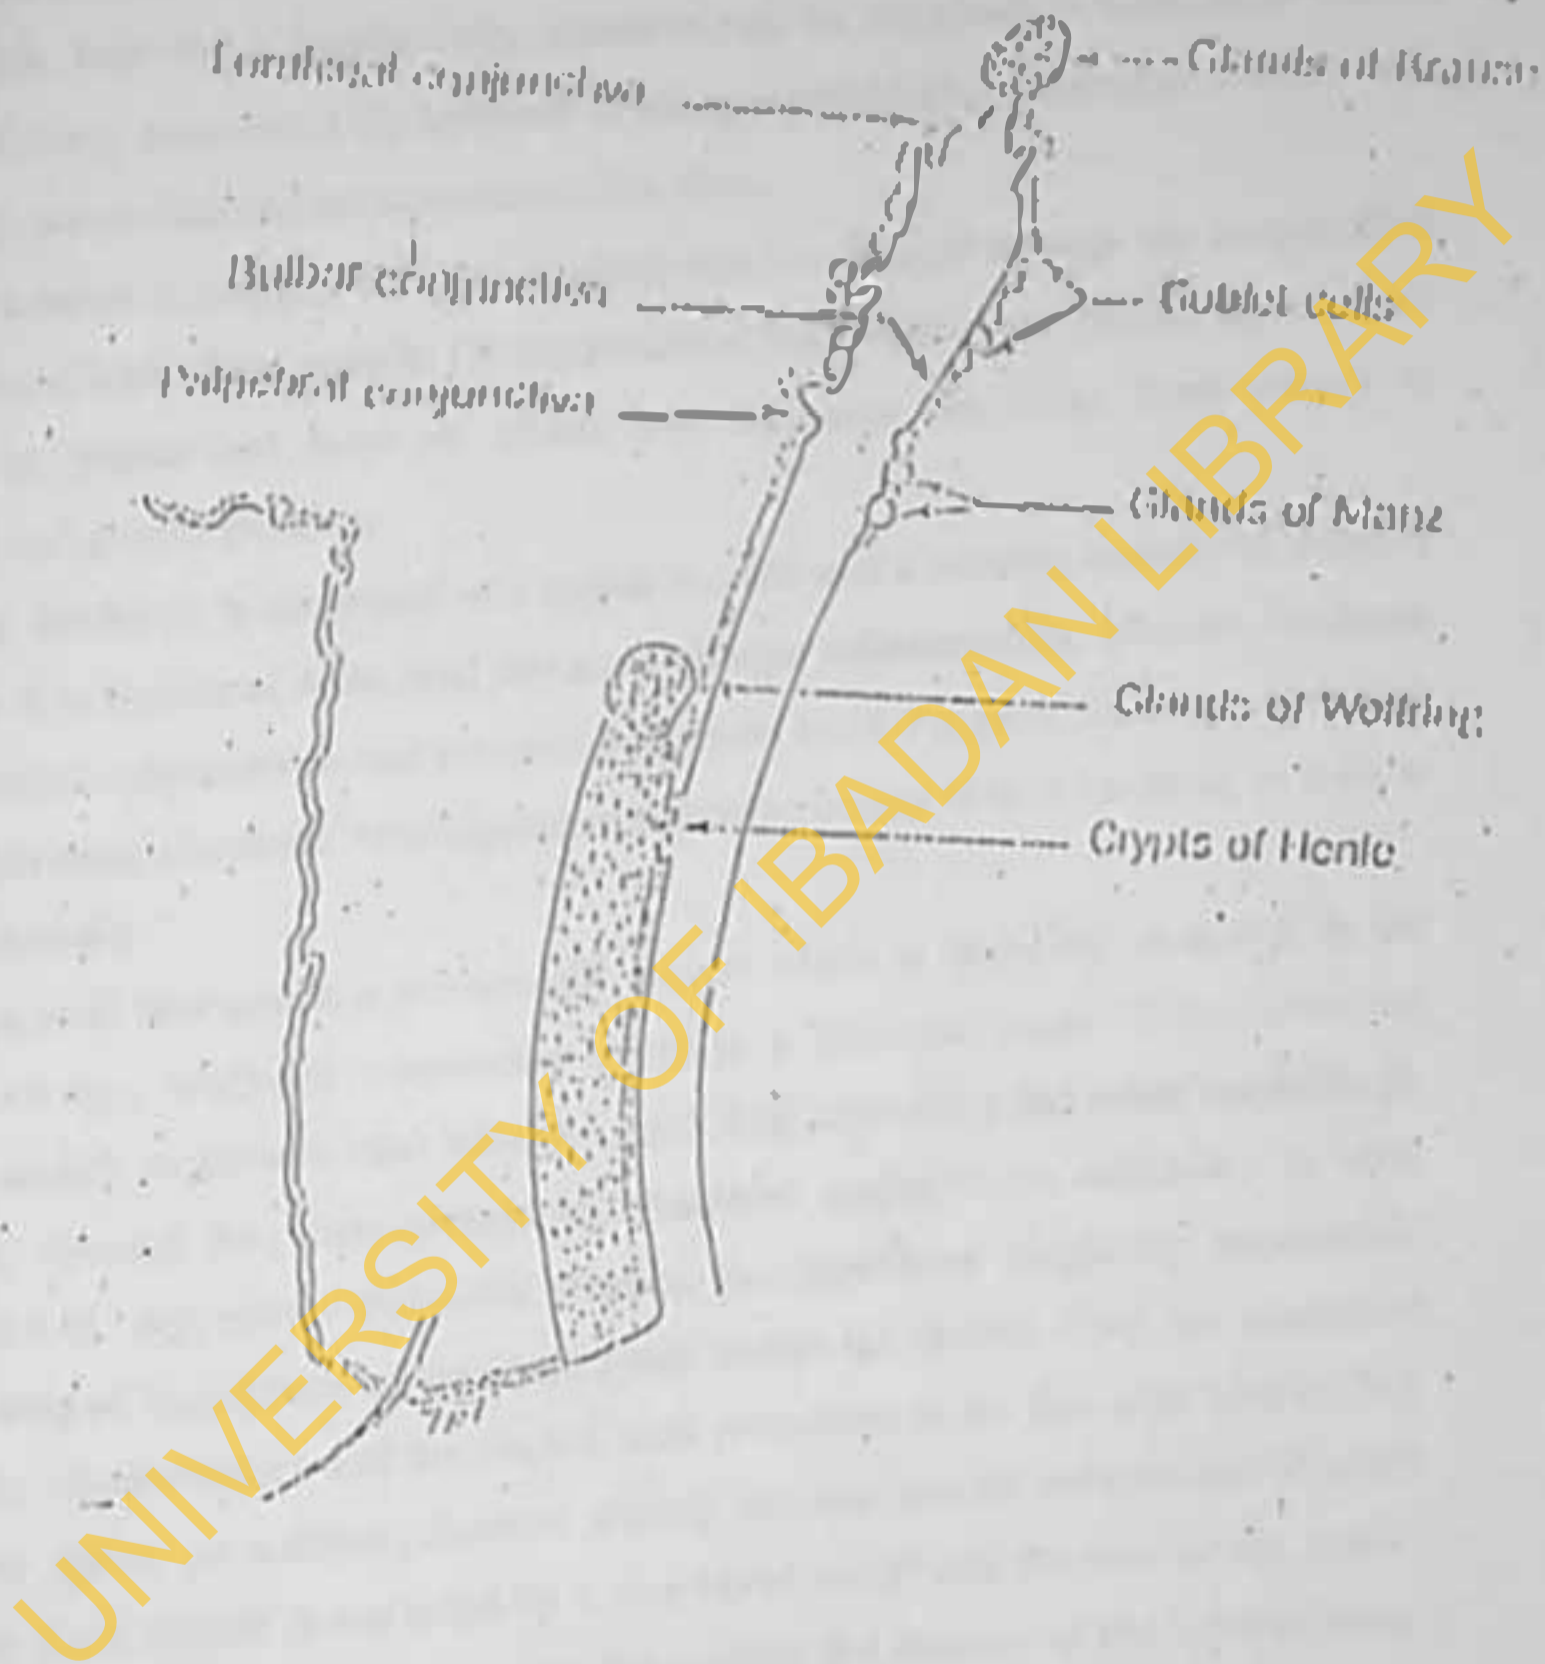 Glands of Krause
Bulbar conjunctiva
Goblet cells
Palpebral conjunctiva
Glands of Manz
Glands of Wolfring
Crypts of Henle
UNIVERSITY OF IBADAN LIBRARY